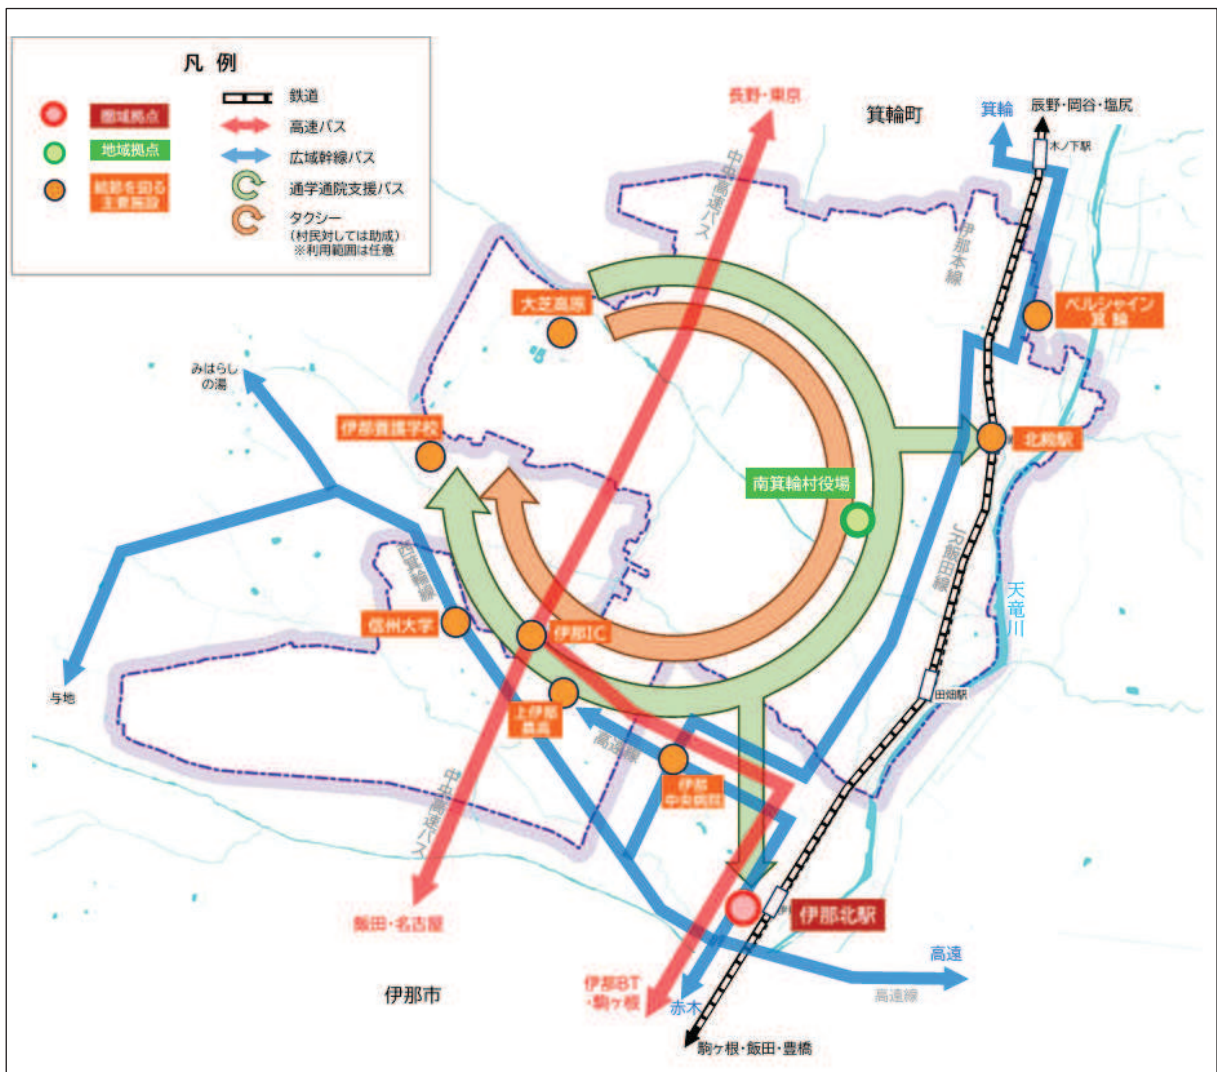 凡 例
圏域拠点
地域拠点
結節を図る
主要施設
鉄道
高速バス
広域幹線バス
通学通院支援バス
タクシー
(村民対しては助成)
※利用範囲は任意
長野・東京
箕輪町
箕輪
辰野・岡谷・塩尻
木ノ下駅
中央高速バス
伊那本線
大芝高原
ベルシャイン
箕輪
みはらし
の湯
伊那養護学校
北殿駅
南箕輪村役場
JR飯田線
天竜川
西箕輪線
信州大学
伊那IC
与地
田畑駅
上伊那
農高
高遠線
伊那
中央病院
中央高速バス
伊那北駅
飯田・名古屋
伊那市
伊那BT
・駒ヶ根
赤木
高遠
高遠線
駒ヶ根・飯田・豊橋